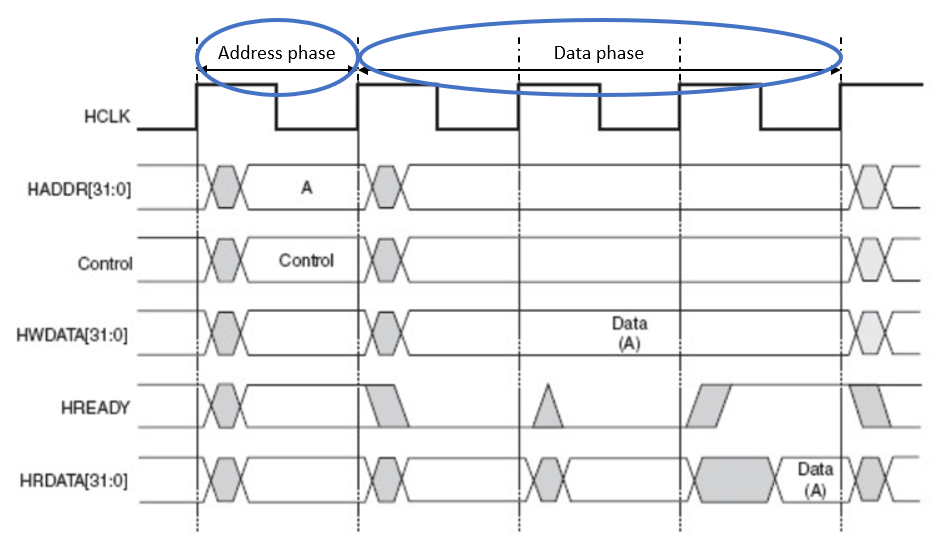 Address phase
Data phase
HCLK
HADDR[31:0]
A
Control
Control
HWDATA[31:0]
Data
(A)
HREADY
HRDATA[31:0]
Data
(A)